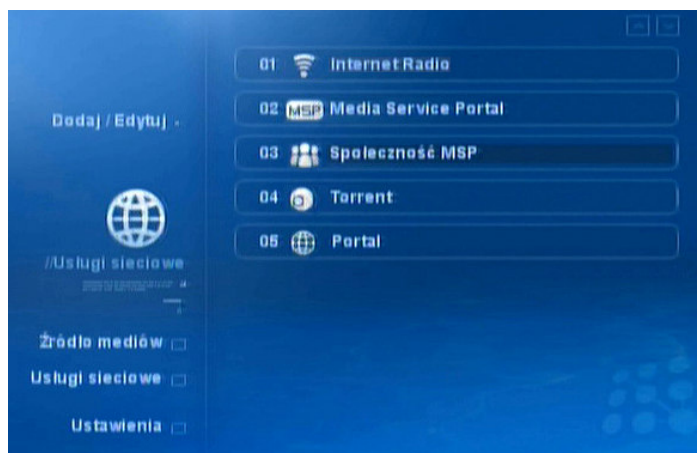 Dodaj / Edytuj
//Usługi sieciowe
Źródło mediów
Usługi sieciowe
Ustawienia
01 Internet Radio
02 MSP Media Service Portal
03 Społeczność MSP
04 Torrent
05 Portal